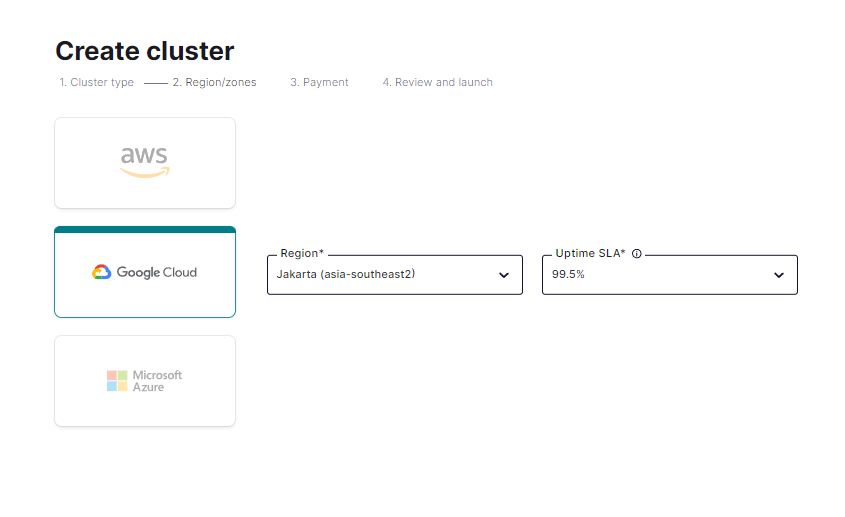 Create cluster
1. Cluster type 2. Region/zones 3. Payment 4. Review and launch
aws
Google Cloud
Region* Uptime SLA*
Jakarta (asia-southeast2) 99.5%
Microsoft
Azure